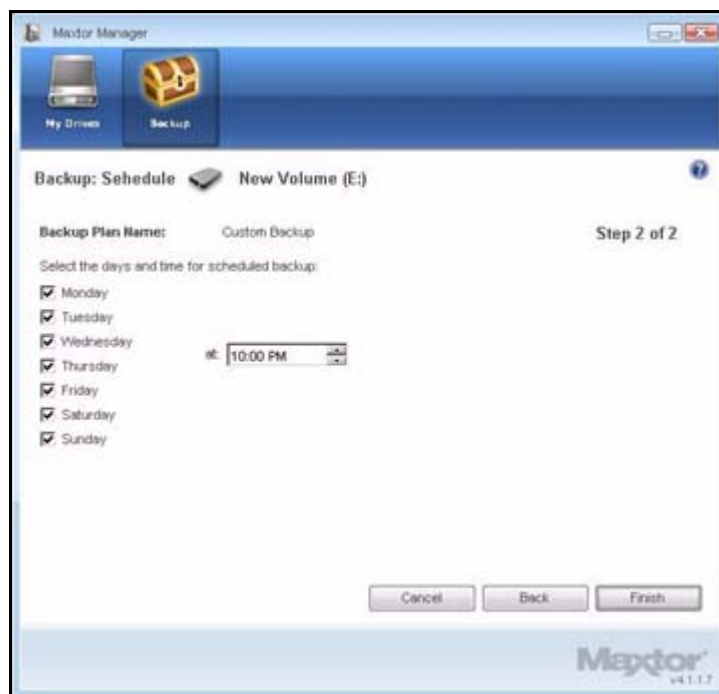 Maxtor Manager
My Drives
Backup
Backup: Sehedule New Volume (E:)
Backup Plan Name: Custom Backup
Step 2 of 2
Select the days and time for scheduled backup:
Monday
Tuesday
Wednesday
at: 10:00 PM
Thursday
Friday
Saturday
Sunday
Cancel
Back
Finish
Maxtor
v4.1.1.7